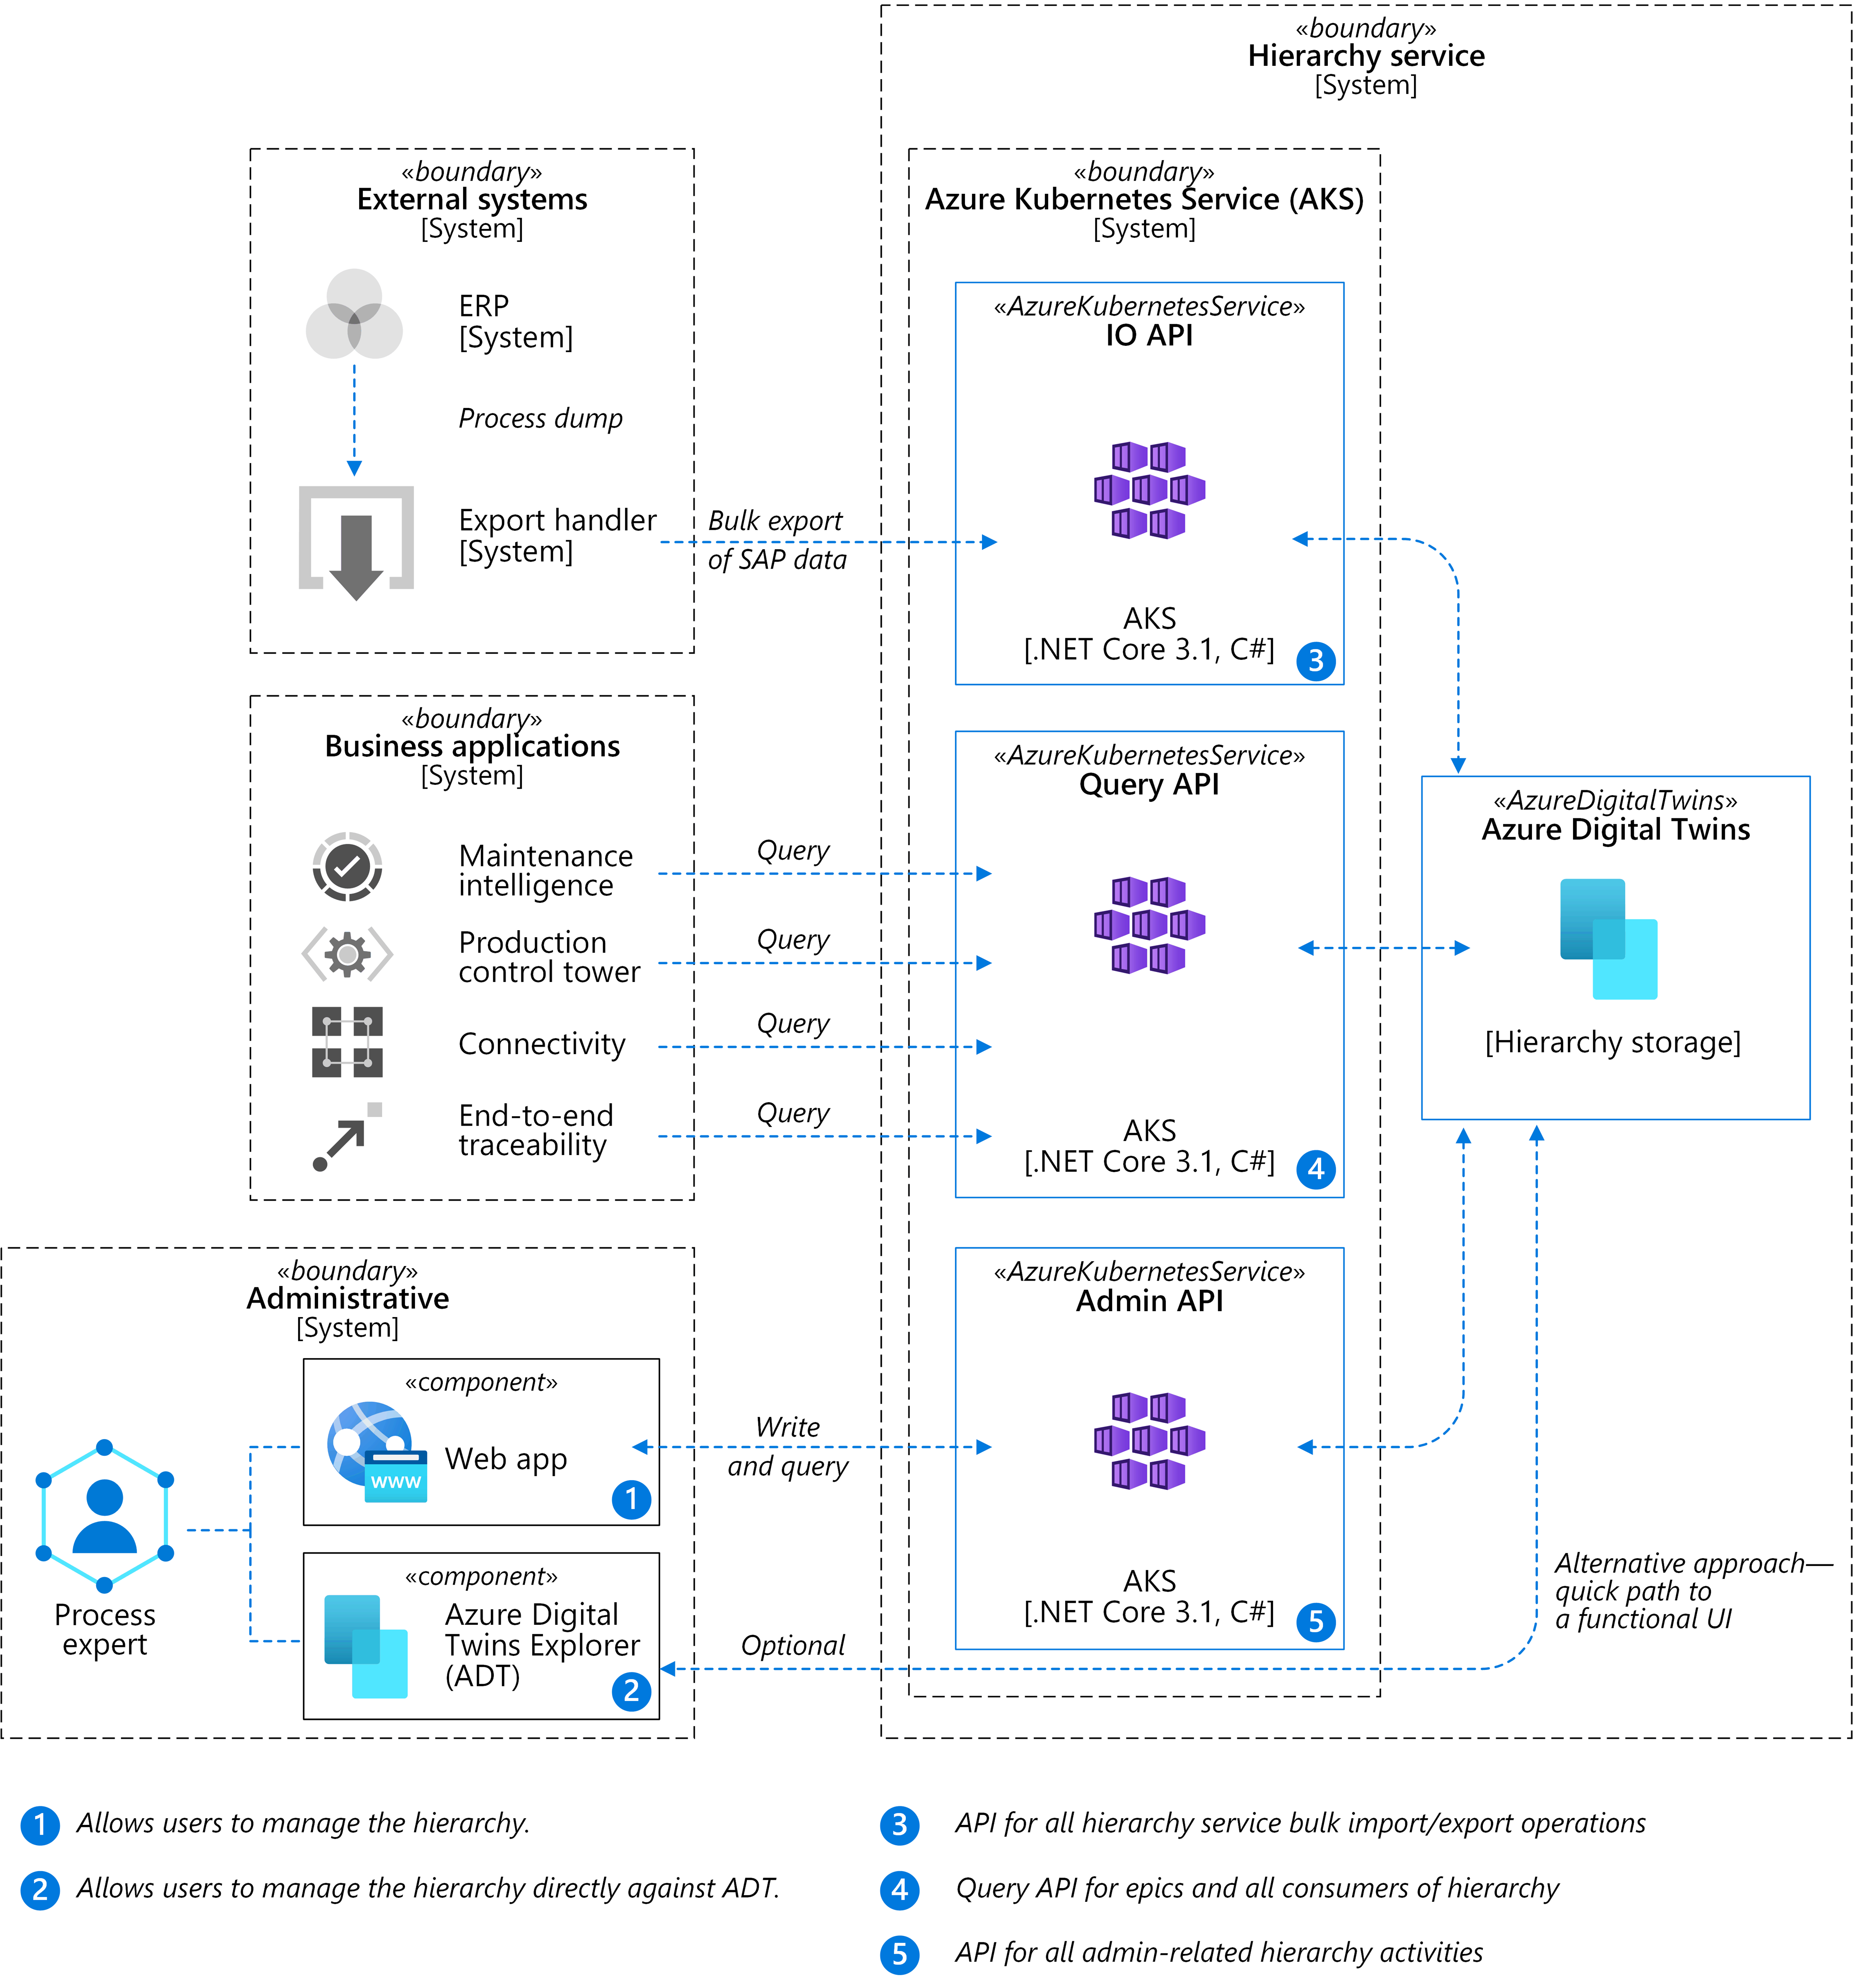 «boundary»
Hierarchy service
[System]
«boundary»
External systems
[System]
ERP
[System]
Process dump
Export handler
[System]
Bulk export
of SAP data
«boundary»
Azure Kubernetes Service (AKS)
[System]
«AzureKubernetesService»
IO API
AKS
[.NET Core 3.1, C#]
3
«boundary»
Business applications
[System]
Maintenance
intelligence
Production
control tower
Connectivity
End-to-end
traceability
Query
Query
Query
Query
«AzureKubernetesService»
Query API
AKS
[.NET Core 3.1, C#]
4
«AzureDigitalTwins»
Azure Digital Twins
[Hierarchy storage]
«boundary»
Administrative
[System]
Process
expert
«component»
Web app
www
1
«component»
Azure Digital
Twins Explorer
(ADT)
2
Write
and query
Optional
«AzureKubernetesService»
Admin API
AKS
[.NET Core 3.1, C#]
5
Alternative approach—
quick path to
a functional UI
1 Allows users to manage the hierarchy.
2 Allows users to manage the hierarchy directly against ADT.
3 API for all hierarchy service bulk import/export operations
4 Query API for epics and all consumers of hierarchy
5 API for all admin-related hierarchy activities